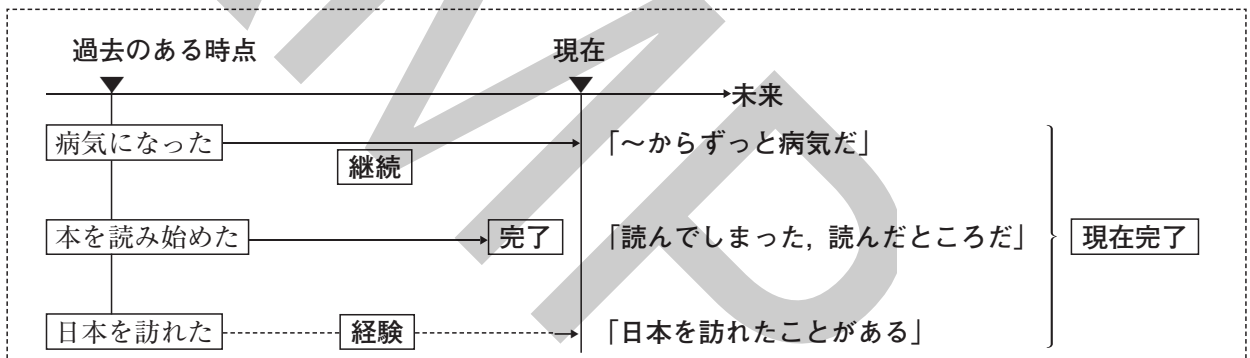 過去のある時点 現在
未来
病気になった 継続 「～からずっと病気だ」
本を読み始めた 完了 「読んでしまった, 読んだところだ」 現在完了
日本を訪れた 経験 「日本を訪れたことがある」